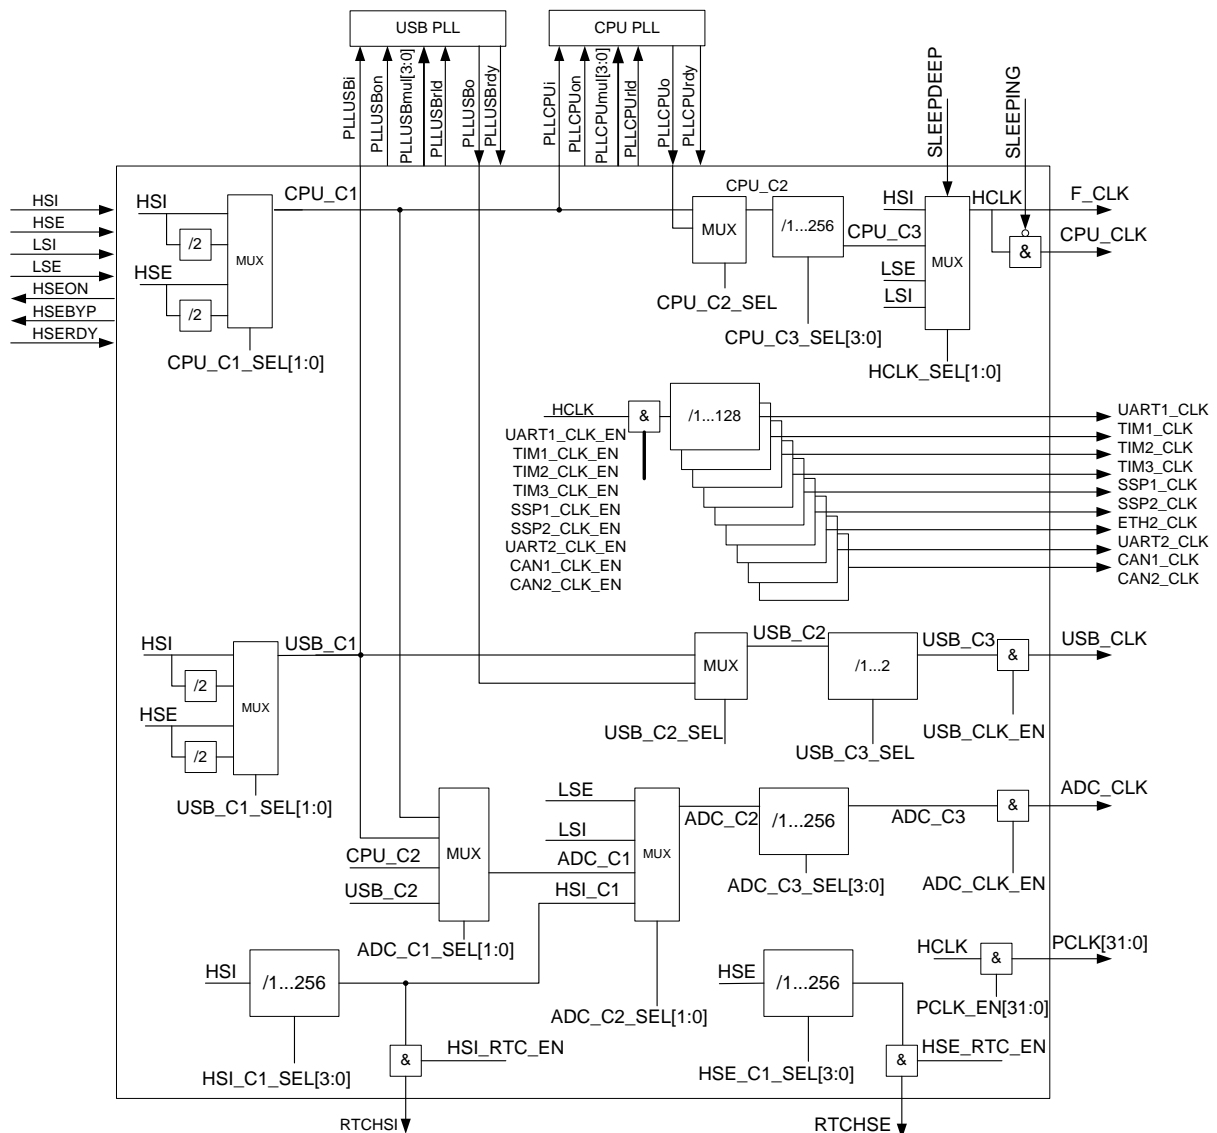 USB PLL
CPU PLL
PLLUSBi
PLLUSBon
PLLUSBmul[3:0]
PLLUSBrld
PLLUSBo
PLLUSBrdy
PLLCPUi
PLLCPUon
PLLCPUmul[3:0]
PLLCPUrld
PLLCPUo
PLLCPUrdy
SLEEPDEEP
SLEEPING
HSI
HSE
LSI
LSE
HSEON
HSEBYP
HSERDY
HSI
/2
HSE
/2
MUX
CPU_C1
CPU_C1_SEL[1:0]
MUX
CPU_C2
CPU_C2_SEL
/1...256
CPU_C3
CPU_C3_SEL[3:0]
HSI
LSE
LSI
MUX
HCLK
HCLK_SEL[1:0]
&
F_CLK
CPU_CLK
HCLK
&
/1...128
UART1_CLK_EN
TIM1_CLK_EN
TIM2_CLK_EN
TIM3_CLK_EN
SSP1_CLK_EN
SSP2_CLK_EN
UART2_CLK_EN
CAN1_CLK_EN
CAN2_CLK_EN
UART1_CLK
TIM1_CLK
TIM2_CLK
TIM3_CLK
SSP1_CLK
SSP2_CLK
ETH2_CLK
UART2_CLK
CAN1_CLK
CAN2_CLK
HSI
/2
HSE
/2
MUX
USB_C1
USB_C1_SEL[1:0]
MUX
USB_C2
USB_C2_SEL
/1...2
USB_C3
USB_C3_SEL
&
USB_CLK
USB_CLK_EN
CPU_C2
USB_C2
MUX
ADC_C1_SEL[1:0]
LSE
LSI
ADC_C1
HSI_C1
MUX
ADC_C2
ADC_C2_SEL[1:0]
/1...256
ADC_C3
ADC_C3_SEL[3:0]
&
ADC_CLK
ADC_CLK_EN
HCLK
&
PCLK[31:0]
PCLK_EN[31:0]
HSI
/1...256
HSI_C1_SEL[3:0]
&
HSI_RTC_EN
RTCHSI
HSE
/1...256
HSE_C1_SEL[3:0]
&
HSE_RTC_EN
RTCHSE